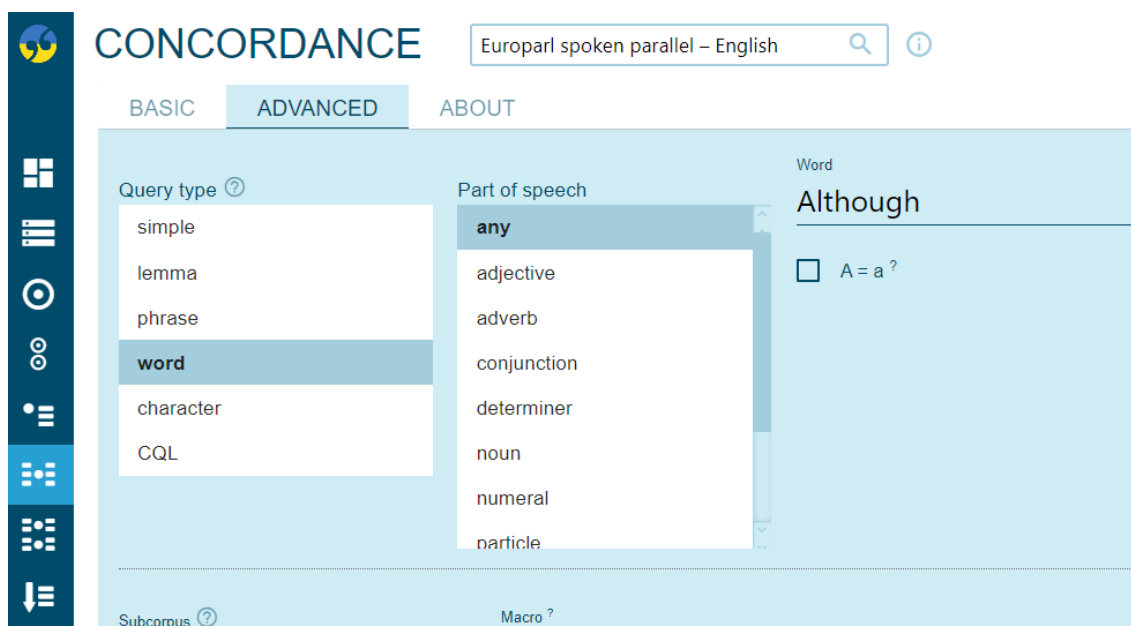 CONCORDANCE
Europarl spoken parallel – English
BASIC ADVANCED ABOUT
Query type ?
simple
lemma
phrase
word
character
CQL
Part of speech
any
adjective
adverb
conjunction
determiner
noun
numeral
particle
Word
Although
A = a ?
Subcorpus ?
Macro ?